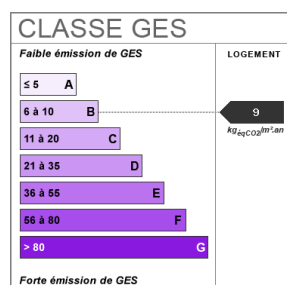 CLASSE GES
Faible émission de GES
LOGEMENT
≤ 5 A
6 à 10 B
9
kgéqCO2/m².an
11 à 20 C
21 à 35 D
36 à 55 E
56 à 80 F
> 80 G
Forte émission de GES